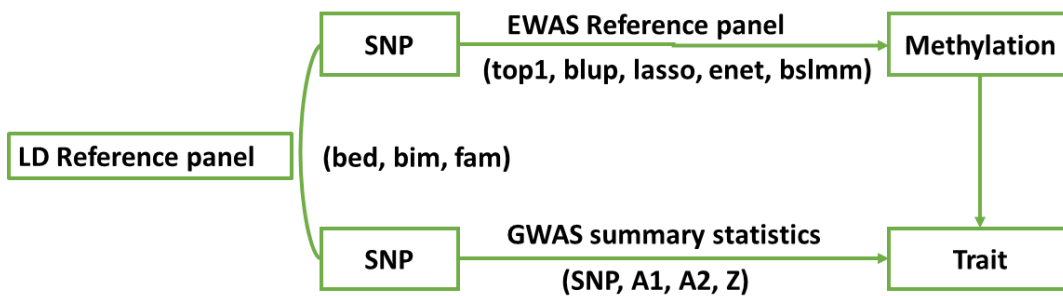 SNP
EWAS Reference panel
(top1, blup, lasso, enet, bslmm)
Methylation
LD Reference panel
(bed, bim, fam)
SNP
GWAS summary statistics
(SNP, A1, A2, Z)
Trait